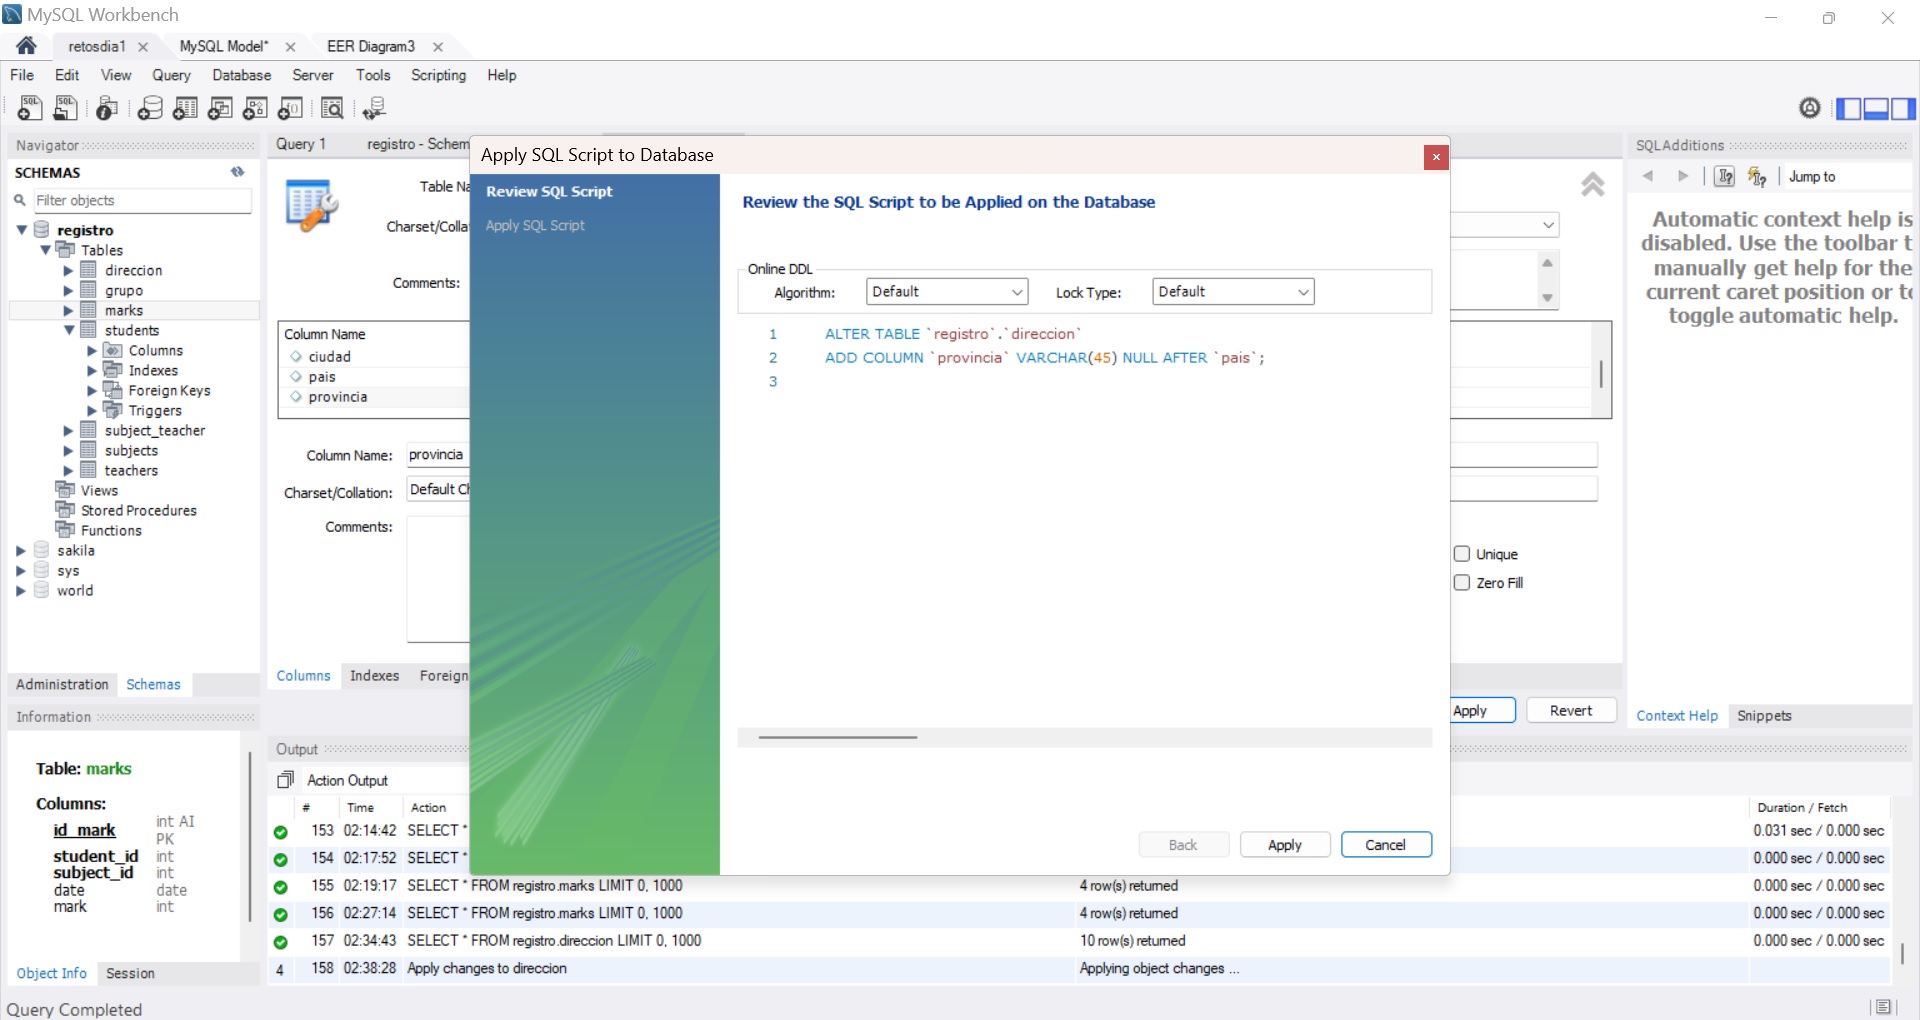 MySQL Workbench
retosdia1
MySQL Model*
EER Diagram3
File Edit View Query Database Server Tools Scripting Help
Navigator
SCHEMAS
Filter objects
registro
Tables
direccion
grupo
marks
students
Columns
Indexes
Foreign Keys
Triggers
subject_teacher
subjects
teachers
Views
Stored Procedures
Functions
sakila
sys
world
Administration Schemas
Information
Table: marks
Columns:
id_mark int AI PK
student_id int
subject_id int
date date
mark int
Object Info Session
Query Completed
Query 1
registro - Schem
Table Na
Charset/Colla
Comments:
Column Name
ciudad
pais
provincia
Column Name: provincia
Charset/Collation: Default Ch
Comments:
Columns Indexes Foreign
Apply SQL Script to Database
Review SQL Script
Apply SQL Script
Review the SQL Script to be Applied on the Database
Online DDL
Algorithm: Default Lock Type: Default
1 ALTER TABLE `registro`.`direccion`
2 ADD COLUMN `provincia` VARCHAR(45) NULL AFTER `pais`;
3
Back Apply Cancel
Unique
Zero Fill
Apply Revert
SQLAdditions
Jump to
Automatic context help is
disabled. Use the toolbar t
manually get help for the
current caret position or to
toggle automatic help.
Context Help Snippets
Output
Action Output
# Time Action Duration / Fetch
153 02:14:42 SELECT * 0.031 sec / 0.000 sec
154 02:17:52 SELECT * 0.000 sec / 0.000 sec
155 02:19:17 SELECT * FROM registro.marks LIMIT 0, 1000 4 row(s) returned 0.000 sec / 0.000 sec
156 02:27:14 SELECT * FROM registro.marks LIMIT 0, 1000 4 row(s) returned 0.000 sec / 0.000 sec
157 02:34:43 SELECT * FROM registro.direccion LIMIT 0, 1000 10 row(s) returned 0.000 sec / 0.000 sec
4 158 02:38:28 Apply changes to direccion Applying object changes ...